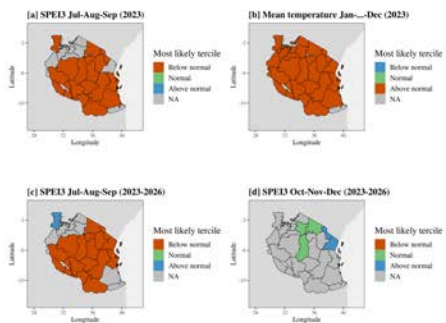 [a] SPEI3 Jul-Aug-Sep (2023)
Latitude
Longitude
Most likely tercile
Below normal
Normal
Above normal
NA
[b] Mean temperature Jan-...-Dec (2023)
Latitude
Longitude
Most likely tercile
Below normal
Normal
Above normal
NA
[c] SPEI3 Jul-Aug-Sep (2023-2026)
Latitude
Longitude
Most likely tercile
Below normal
Normal
Above normal
NA
[d] SPEI3 Oct-Nov-Dec (2023-2026)
Latitude
Longitude
Most likely tercile
Below normal
Normal
Above normal
NA